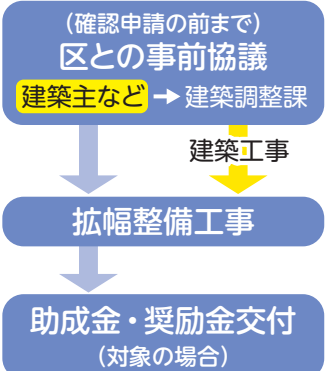 (確認申請の前まで)
区との事前協議
建築主など→建築調整課
建築工事
拡幅整備工事
助成金・奨励金交付
(対象の場合)